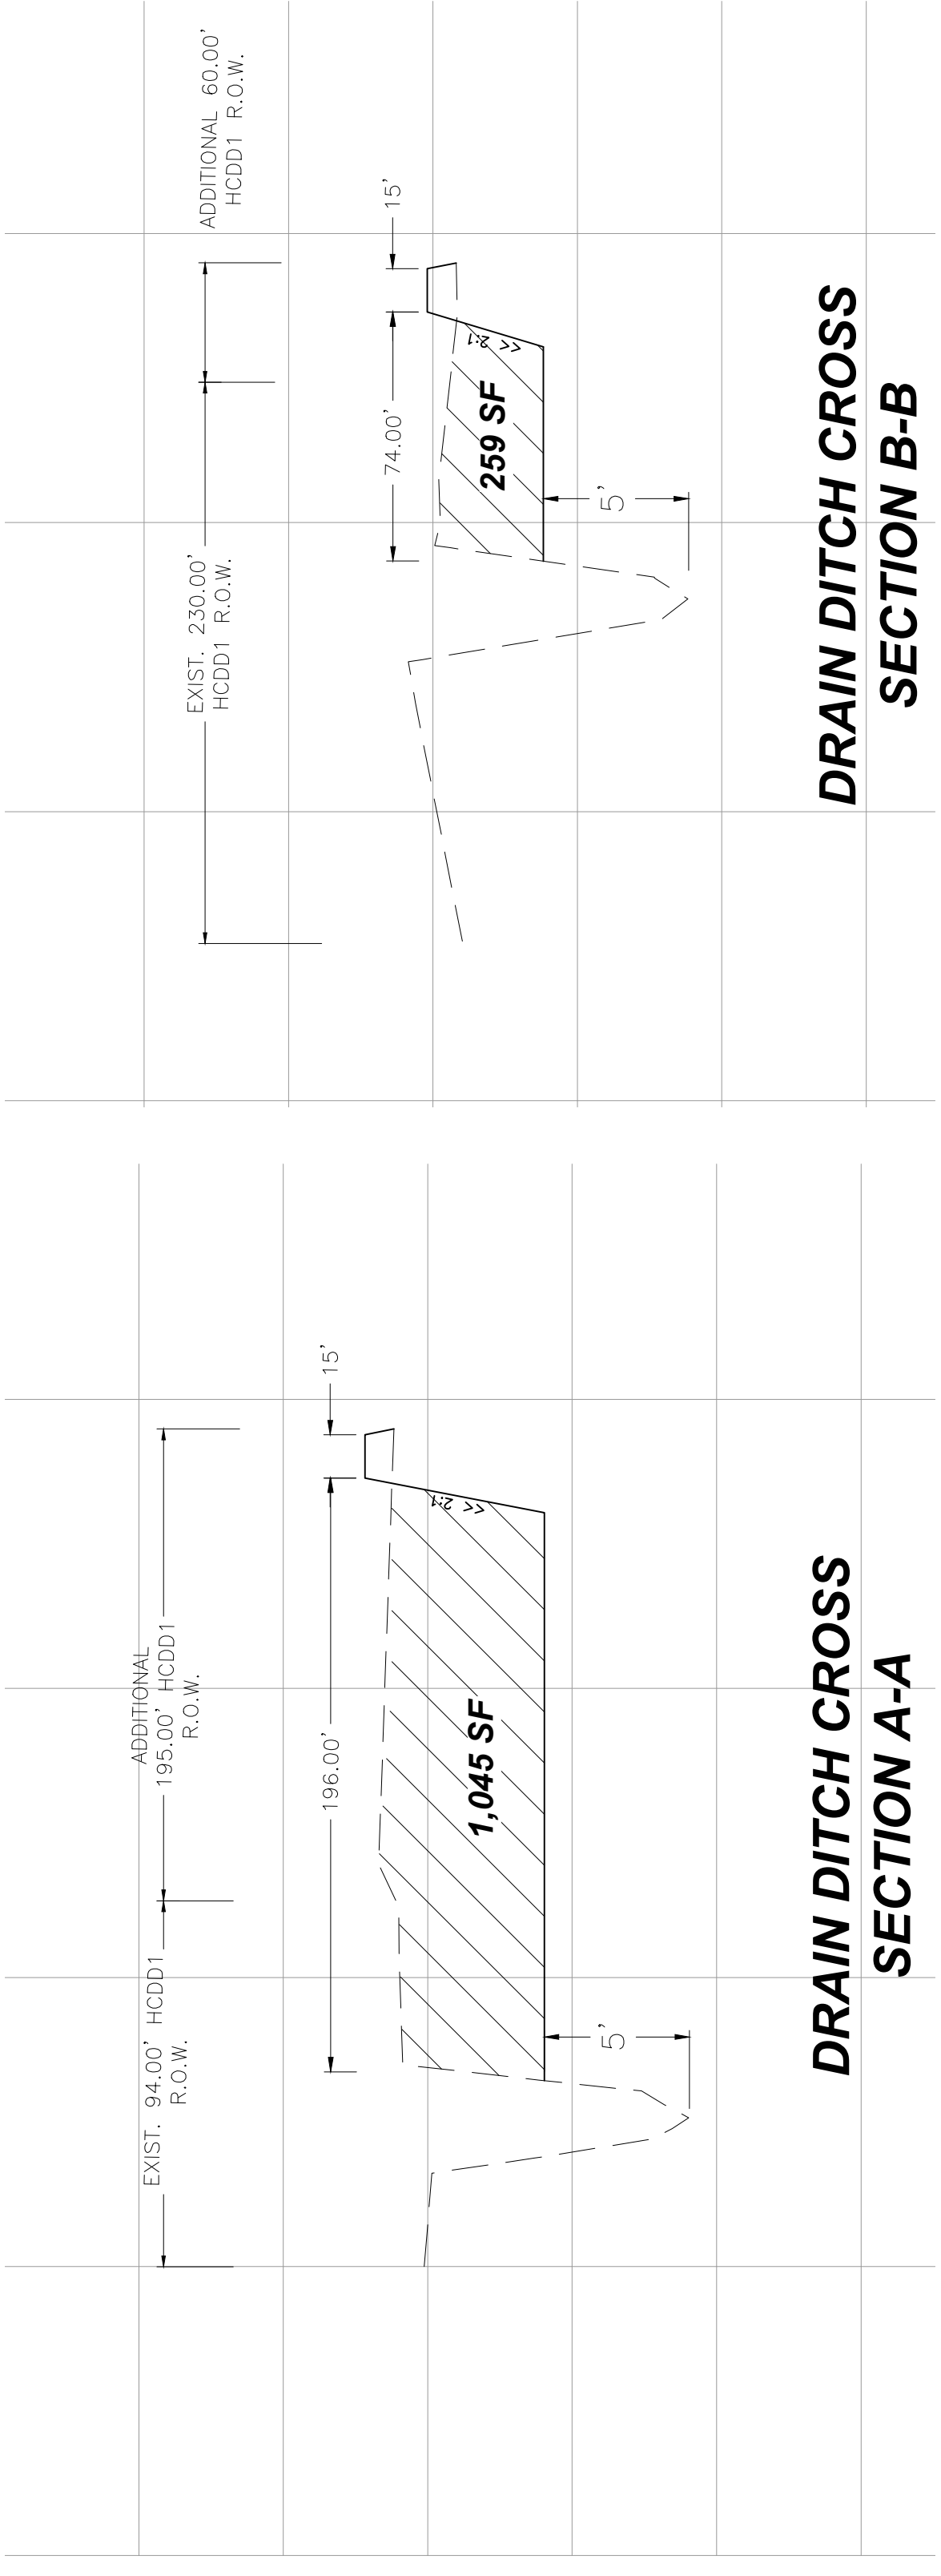 EXIST. 94.00' HCDD1
R.O.W.
ADDITIONAL
195.00' HCDD1
R.O.W.
196.00'
15'
<< 2:1
1,045 SF
5'
DRAIN DITCH CROSS
SECTION A-A
EXIST. 230.00'
HCDD1 R.O.W.
ADDITIONAL 60.00'
HCDD1 R.O.W.
74.00'
15'
<< 2:1
259 SF
5'
DRAIN DITCH CROSS
SECTION B-B